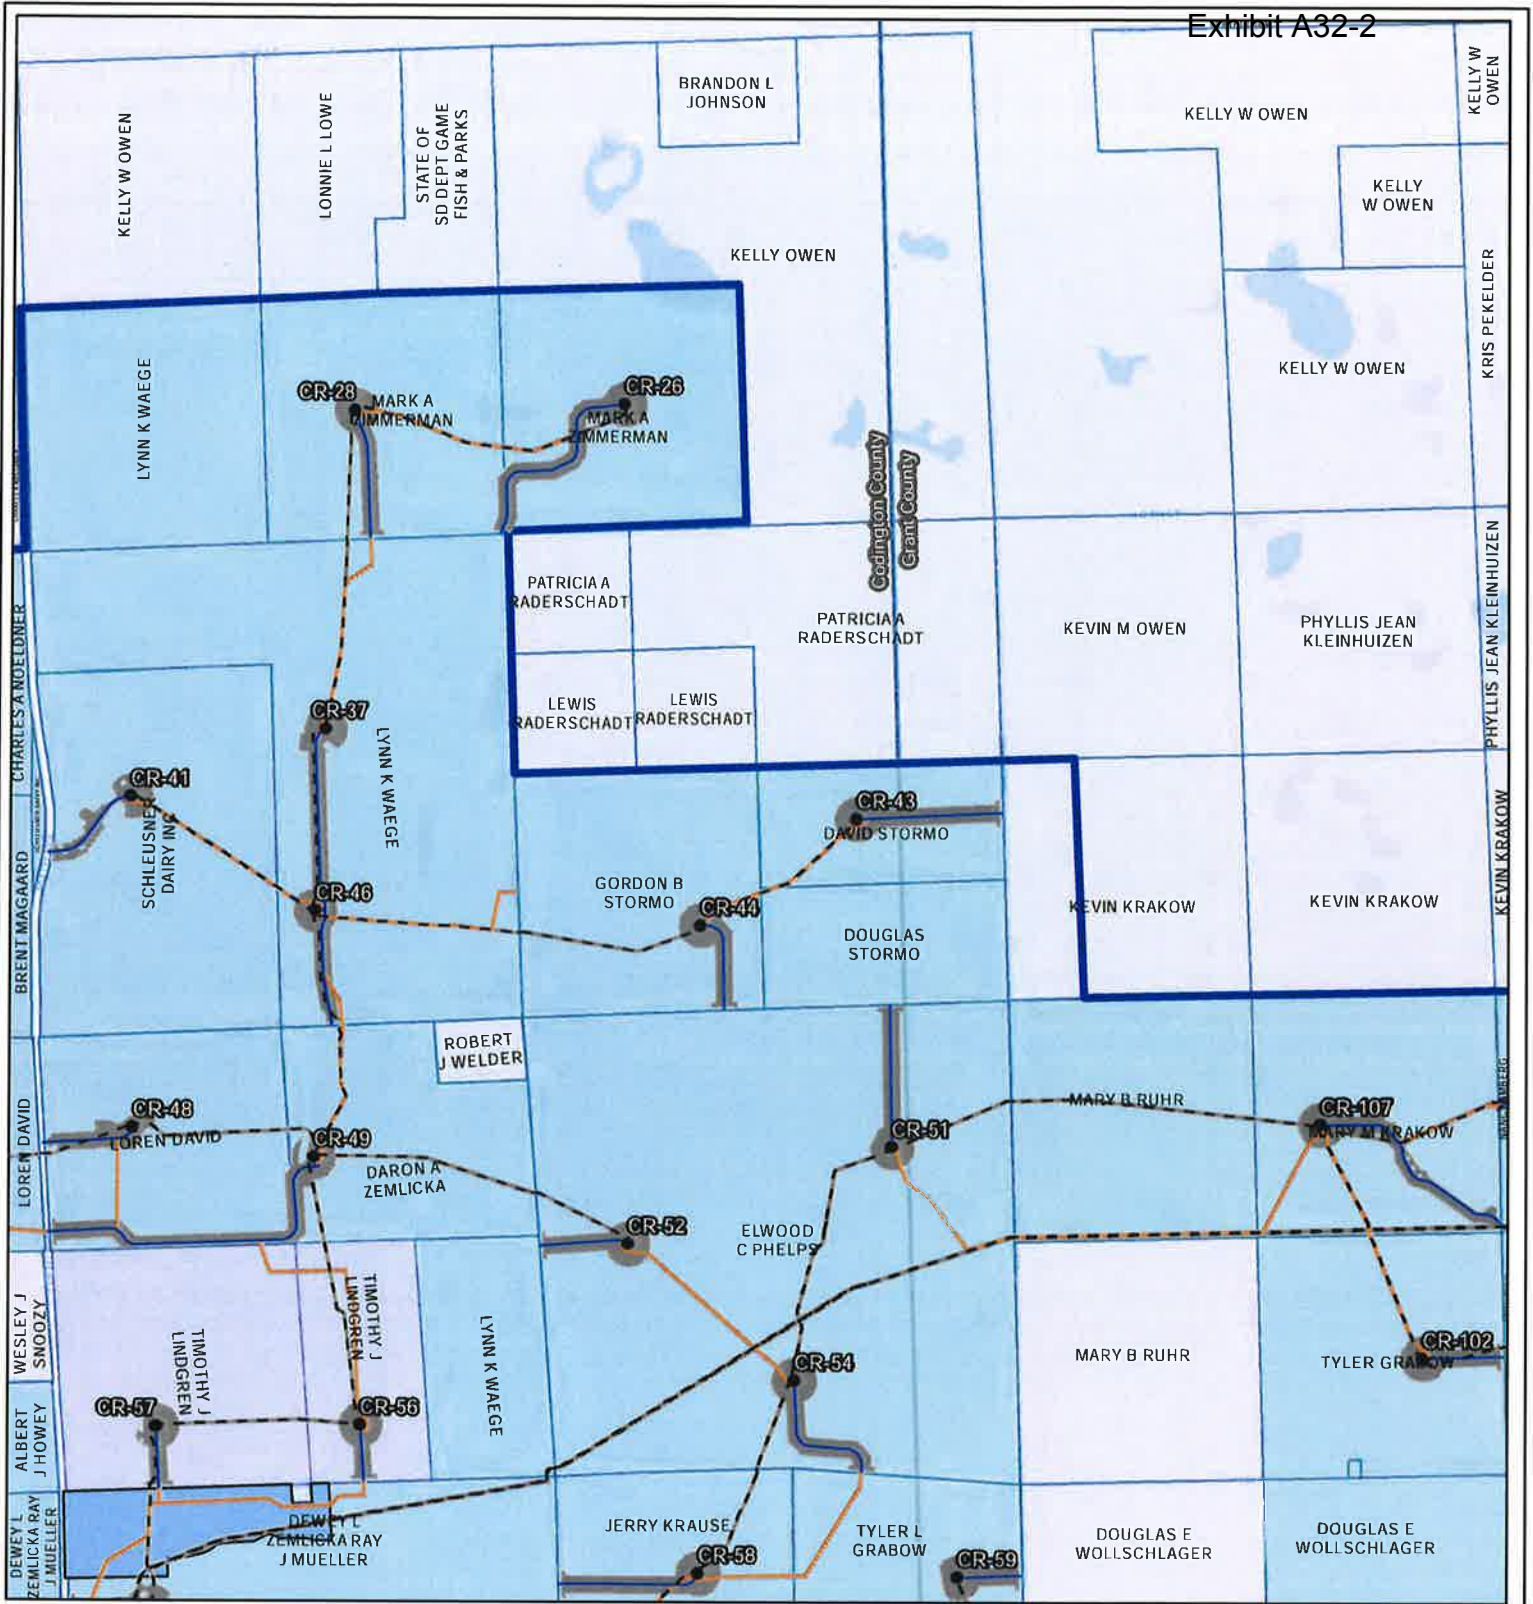 Exhibit A32-2
KELLY W OWEN
LONNIE L LOWE
STATE OF
SD DEPT GAME
FISH & PARKS
BRANDON L
JOHNSON
KELLY OWEN
KELLY W OWEN
KELLY W
OWEN
KELLY
W OWEN
KRIS PEKELDER
KELLY W OWEN
LYNN K WAEGE
CR-28
MARK A
ZIMMERMAN
CR-26
MARK A
ZIMMERMAN
Codington County
Grant County
PATRICIA A
RADERSCHADT
PATRICIA A
RADERSCHADT
KEVIN M OWEN
PHYLLIS JEAN
KLEINHUIZEN
PHYLLIS JEAN KLEINHUIZEN
LEWIS
RADERSCHADT
LEWIS
RADERSCHADT
CHARLES A NOELDNER
CR-37
LYNN K WAEGE
CR-41
SCHLEUSNER
DAIRY INC
CR-43
DAVID STORMO
BRENT MAGAARD
CR-46
GORDON B
STORMO
CR-44
DOUGLAS
STORMO
KEVIN KRAKOW
KEVIN KRAKOW
KEVIN KRAKOW
ROBERT
J WELDER
LOREN DAVID
CR-48
LOREN DAVID
CR-49
DARON A
ZEMLICKA
CR-51
MARY B RUHR
CR-107
MARY M KRAKOW
CR-52
ELWOOD
C PHELPS
WESLEY J
SNOOZY
TIMOTHY J
LINDGREN
TIMOTHY J
LINDGREN
LYNN K WAEGE
CR-54
MARY B RUHR
CR-102
TYLER GRABOW
ALBERT
J HOWEY
CR-57
CR-56
DEWEY L
ZEMLICKA RAY
J MUELLER
DEWEY L
ZEMLICKA RAY
J MUELLER
JERRY KRAUSE
CR-58
TYLER L
GRABOW
CR-59
DOUGLAS E
WOLLSCHLAGER
DOUGLAS E
WOLLSCHLAGER